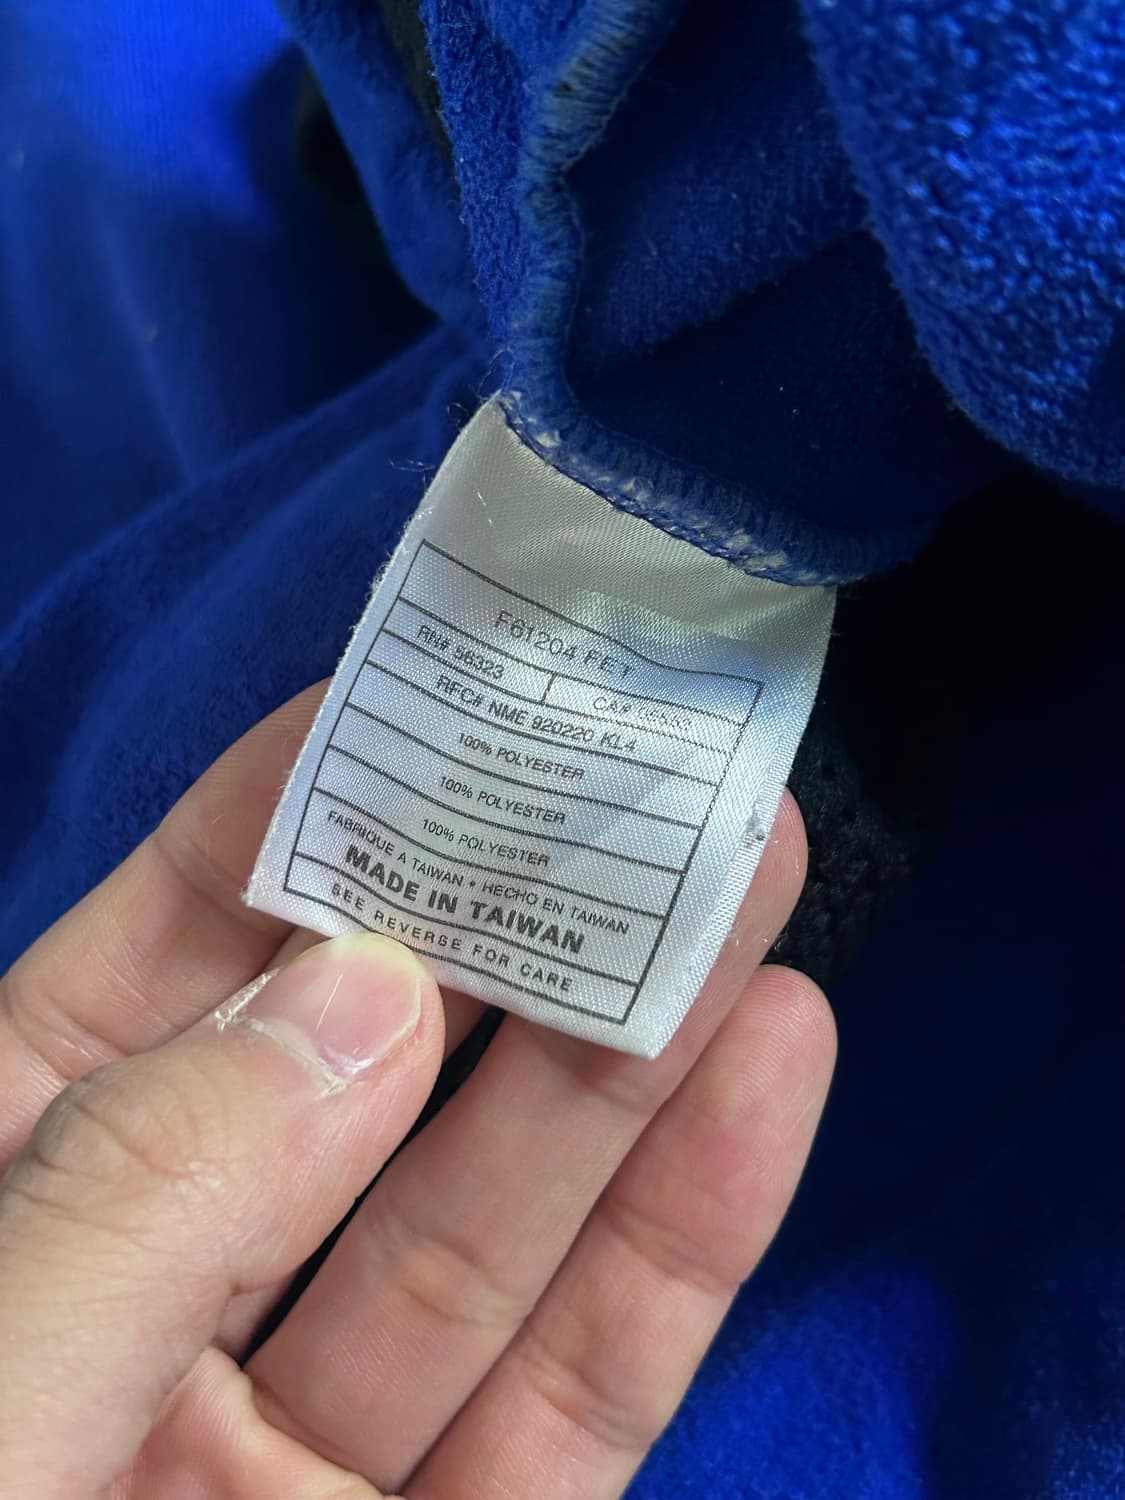 F61204 FET
RN# 56323
CA# 05553
RFC# NME 920220 KL4
100% POLYESTER
100% POLYESTER
100% POLYESTER
FABRIQUE A TAIWAN • HECHO EN TAIWAN
MADE IN TAIWAN
SEE REVERSE FOR CARE